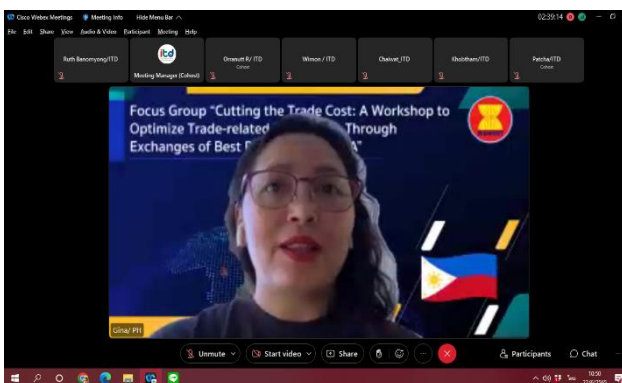 Cisco Webex Meetings Meeting Info Hide Menu Bar 02:39:14
File Edit Share View Audio & Video Participant Meeting Help
Ruth Banomyong/ITD
itd
Meeting Manager (Cohost)
Orranutt R/ ITD
Cohost
Wimon / ITD
Chaiwat_ITD
Khobtham/ITD
Patcha/ITD
Cohost
Focus Group "Cutting the Trade Cost: A Workshop to
Optimize Trade-related Through
Exchanges of Best
Gina/ PH
Unmute Start video Share Participants Chat
10:50